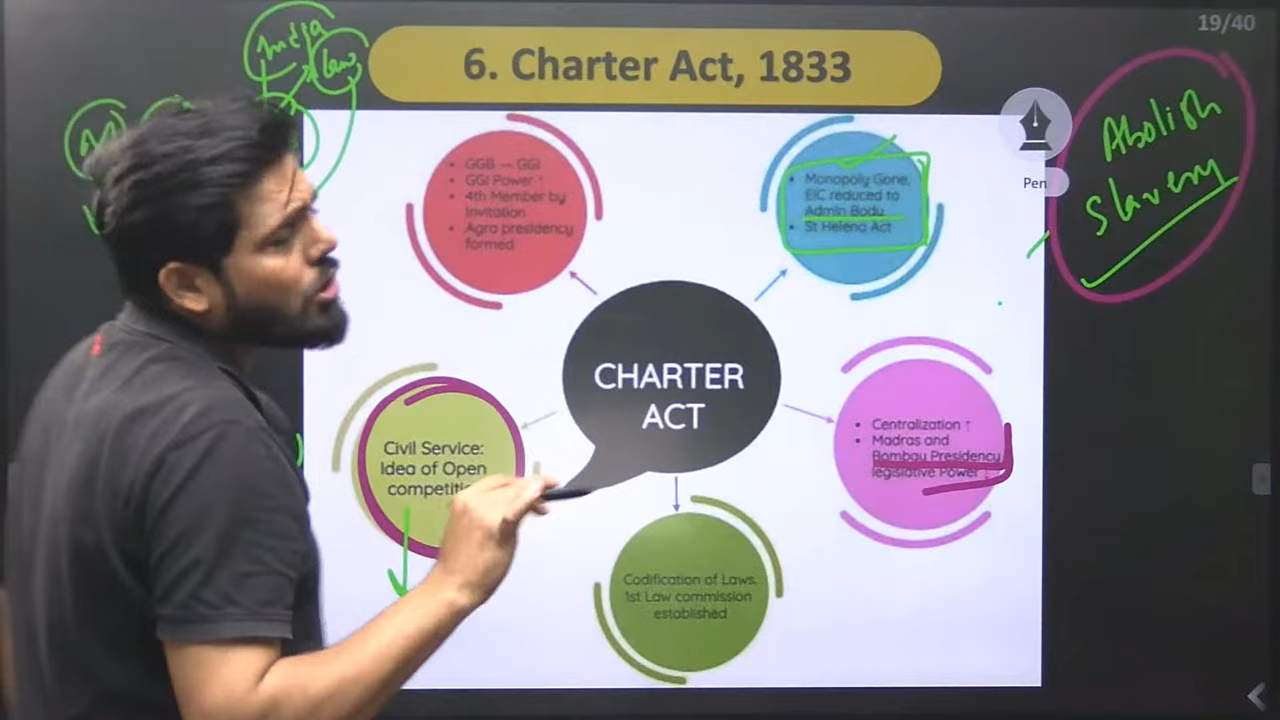 19/40
6. Charter Act, 1833
India
law
Abolish
Slavery
Pen
• GGB → GGI
• GGI Power ↑
• 4th Member by
Invitation
• Agra presidency
formed
• Monopoly Gone,
EIC reduced to
Admin Body
• St Helena Act
CHARTER
ACT
Civil Service:
Idea of Open
• Centralization ↑
• Madras and
Bombay Presidency
legislative Power
Codification of Laws.
1st Law commission
established